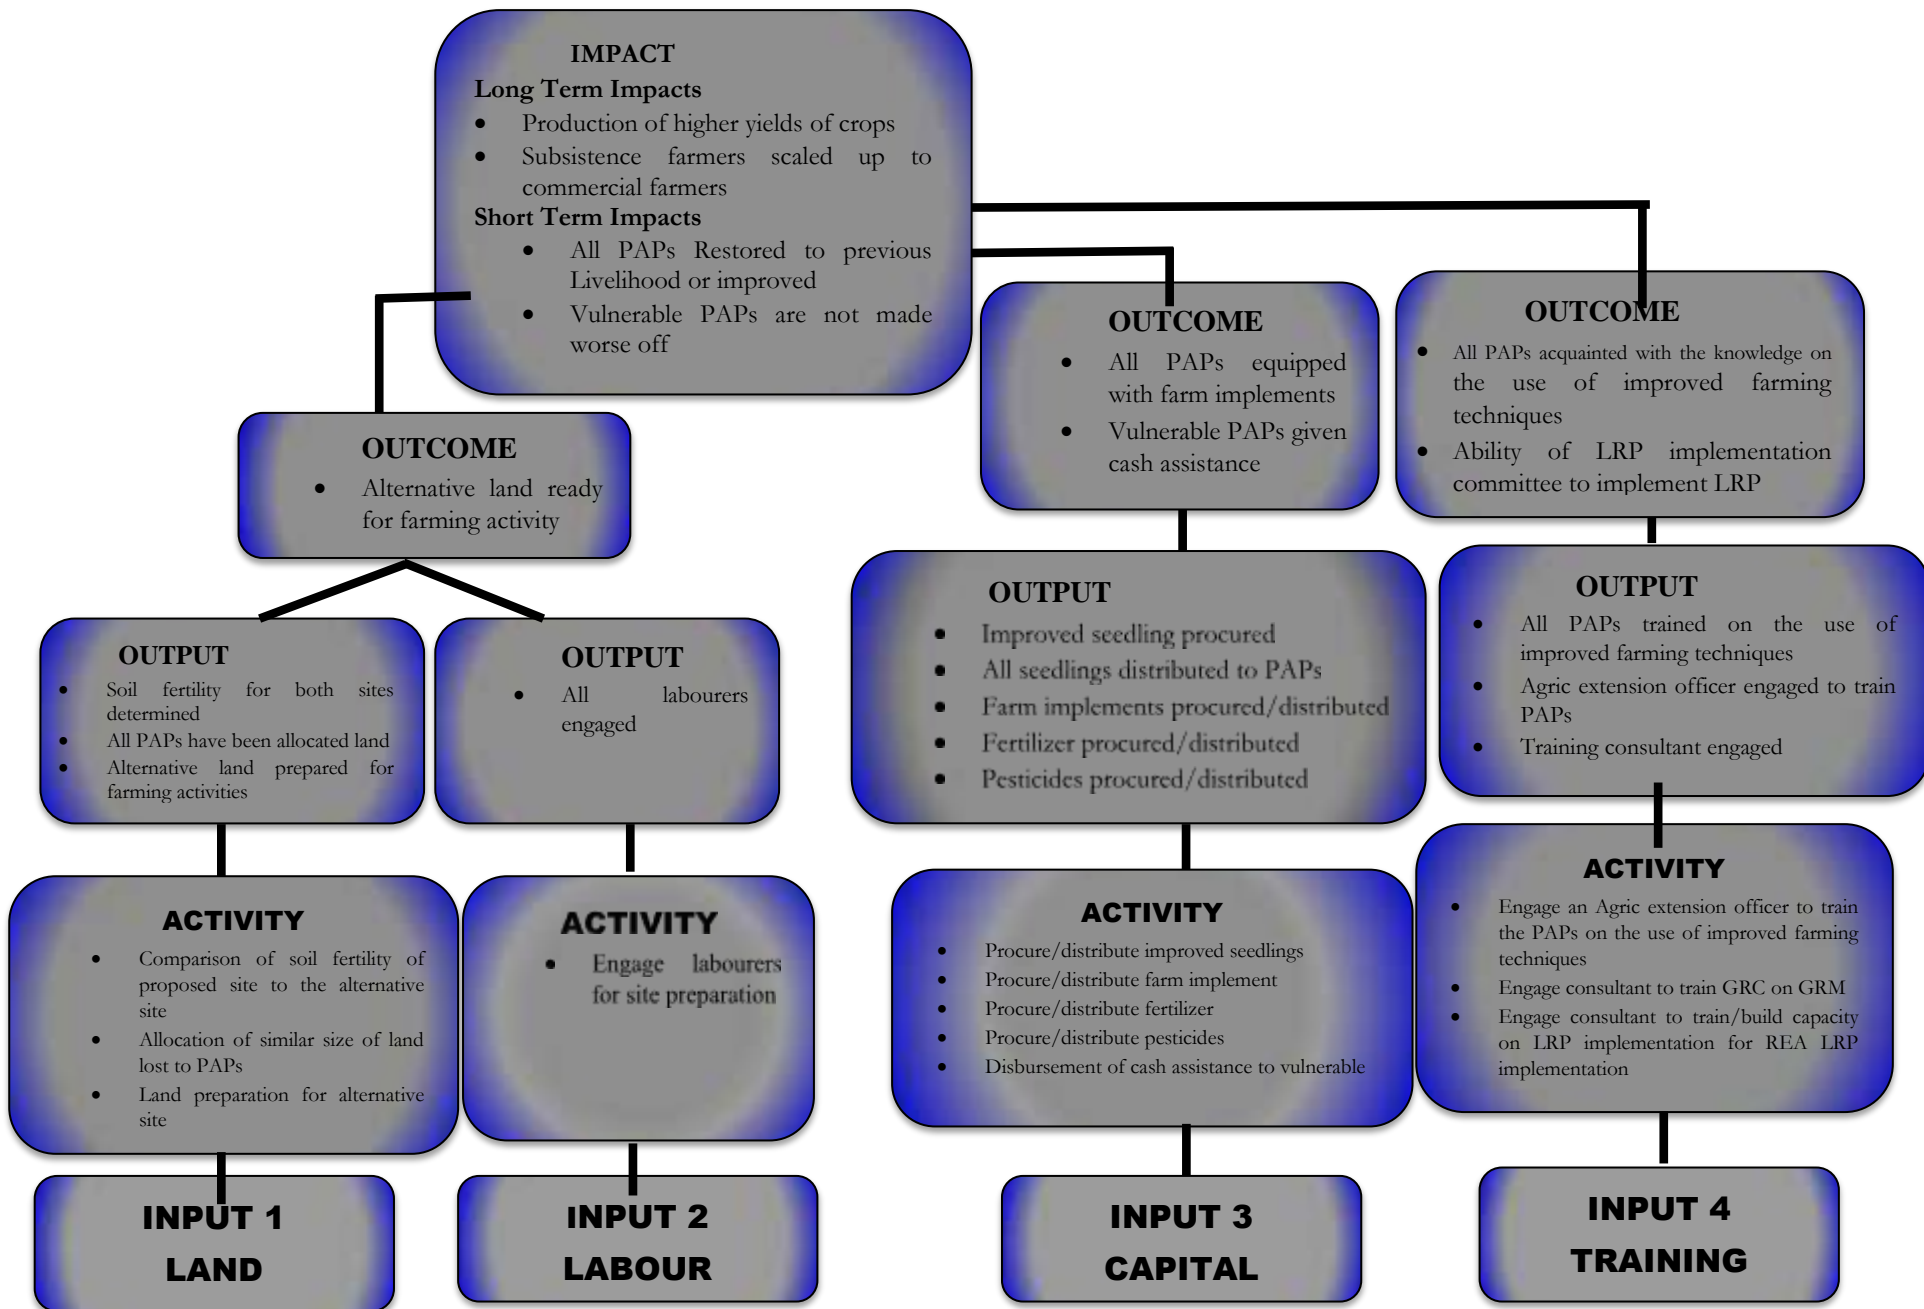 IMPACT
Long Term Impacts
• Production of higher yields of crops
• Subsistence farmers scaled up to
commercial farmers
Short Term Impacts
• All PAPs Restored to previous
Livelihood or improved
• Vulnerable PAPs are not made
worse off
OUTCOME
• Alternative land ready
for farming activity
OUTCOME
• All PAPs equipped
with farm implements
• Vulnerable PAPs given
cash assistance
OUTCOME
• All PAPs acquainted with the knowledge on
the use of improved farming
techniques
• Ability of LRP implementation
committee to implement LRP
OUTPUT
• Soil fertility for both sites
determined
• All PAPs have been allocated land
• Alternative land prepared for
farming activities
OUTPUT
• All labourers
engaged
OUTPUT
• Improved seedling procured
• All seedlings distributed to PAPs
• Farm implements procured/distributed
• Fertilizer procured/distributed
• Pesticides procured/distributed
OUTPUT
• All PAPs trained on the use of
improved farming techniques
• Agric extension officer engaged to train
PAPs
• Training consultant engaged
ACTIVITY
• Comparison of soil fertility of
proposed site to the alternative
site
• Allocation of similar size of land
lost to PAPs
• Land preparation for alternative
site
ACTIVITY
• Engage labourers
for site preparation
ACTIVITY
• Procure/distribute improved seedlings
• Procure/distribute farm implement
• Procure/distribute fertilizer
• Procure/distribute pesticides
• Disbursement of cash assistance to vulnerable
ACTIVITY
• Engage an Agric extension officer to train
the PAPs on the use of improved farming
techniques
• Engage consultant to train GRC on GRM
• Engage consultant to train/build capacity
on LRP implementation for REA LRP
implementation
INPUT 1
LAND
INPUT 2
LABOUR
INPUT 3
CAPITAL
INPUT 4
TRAINING